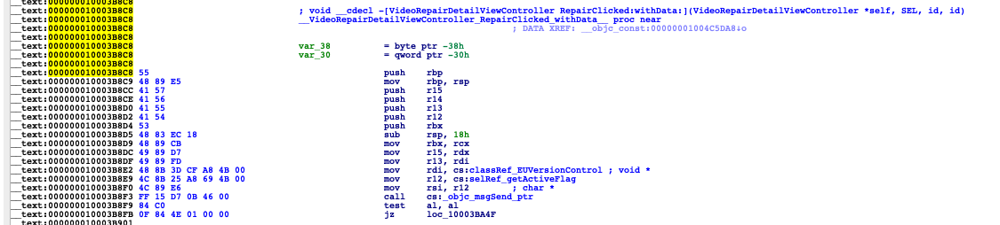 __text:000000010003B8C8
__text:000000010003B8C8 ; void __cdecl -[VideoRepairDetailViewController RepairClicked:withData:](VideoRepairDetailViewController *self, SEL, id, id)
__text:000000010003B8C8 __VideoRepairDetailViewController_RepairClicked_withData__ proc near
__text:000000010003B8C8 ; DATA XREF: __objc_const:00000001004C5DA8↓o
__text:000000010003B8C8
__text:000000010003B8C8 var_38 = byte ptr -38h
__text:000000010003B8C8 var_30 = qword ptr -30h
__text:000000010003B8C8
__text:000000010003B8C8 55 push rbp
__text:000000010003B8C9 48 89 E5 mov rbp, rsp
__text:000000010003B8CC 41 57 push r15
__text:000000010003B8CE 41 56 push r14
__text:000000010003B8D0 41 55 push r13
__text:000000010003B8D2 41 54 push r12
__text:000000010003B8D4 53 push rbx
__text:000000010003B8D5 48 83 EC 18 sub rsp, 18h
__text:000000010003B8D9 48 89 CB mov rbx, rcx
__text:000000010003B8DC 49 89 D7 mov r15, rdx
__text:000000010003B8DF 49 89 FD mov r13, rdi
__text:000000010003B8E2 48 8B 3D CF A8 4B 00 mov rdi, cs:classRef_EUVersionControl ; void *
__text:000000010003B8E9 4C 8B 25 A8 69 4B 00 mov r12, cs:selRef_getActiveFlag
__text:000000010003B8F0 4C 89 E6 mov rsi, r12 ; char *
__text:000000010003B8F3 FF 15 D7 0B 46 00 call cs:_objc_msgSend_ptr
__text:000000010003B8F9 84 C0 test al, al
__text:000000010003B8FB 0F 84 4E 01 00 00 jz loc_10003BA4F
__text:000000010003B901